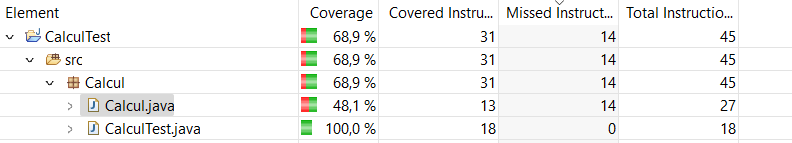 Element Coverage Covered Instru... Missed Instruct... Total Instructio...
CalculTest 68,9 % 31 14 45
src 68,9 % 31 14 45
Calcul 68,9 % 31 14 45
Calcul.java 48,1 % 13 14 27
CalculTest.java 100,0 % 18 0 18